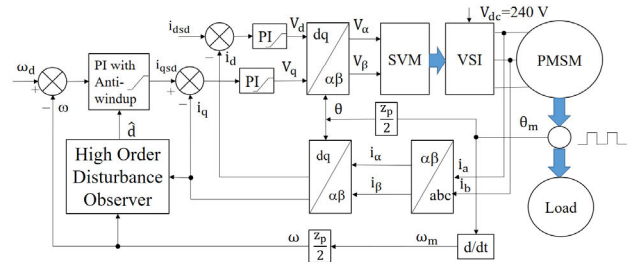 i_dsd
V_dc=240 V
PI
V_d
dq
V_α
i_d
ω_d
PI with
Anti-
windup
i_qsd
PI
V_q
V_β
αβ
SVM
VSI
PMSM
+
−
+
−
−
ω
i_q
θ
z_p
2
θ_m
d̂
High Order
Disturbance
Observer
dq
αβ
i_α
i_β
αβ
abc
i_a
i_b
Load
ω
z_p
2
ω_m
d/dt